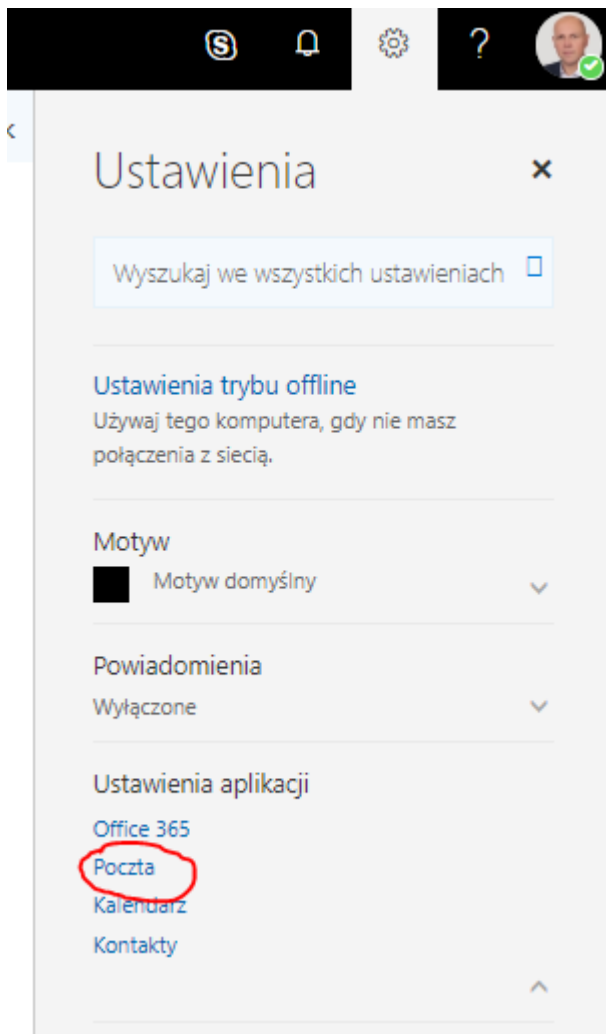 Ustawienia
Wyszukaj we wszystkich ustawieniach
Ustawienia trybu offline
Używaj tego komputera, gdy nie masz
połączenia z siecią.
Motyw
Motyw domyślny
Powiadomienia
Wyłączone
Ustawienia aplikacji
Office 365
Poczta
Kalendarz
Kontakty